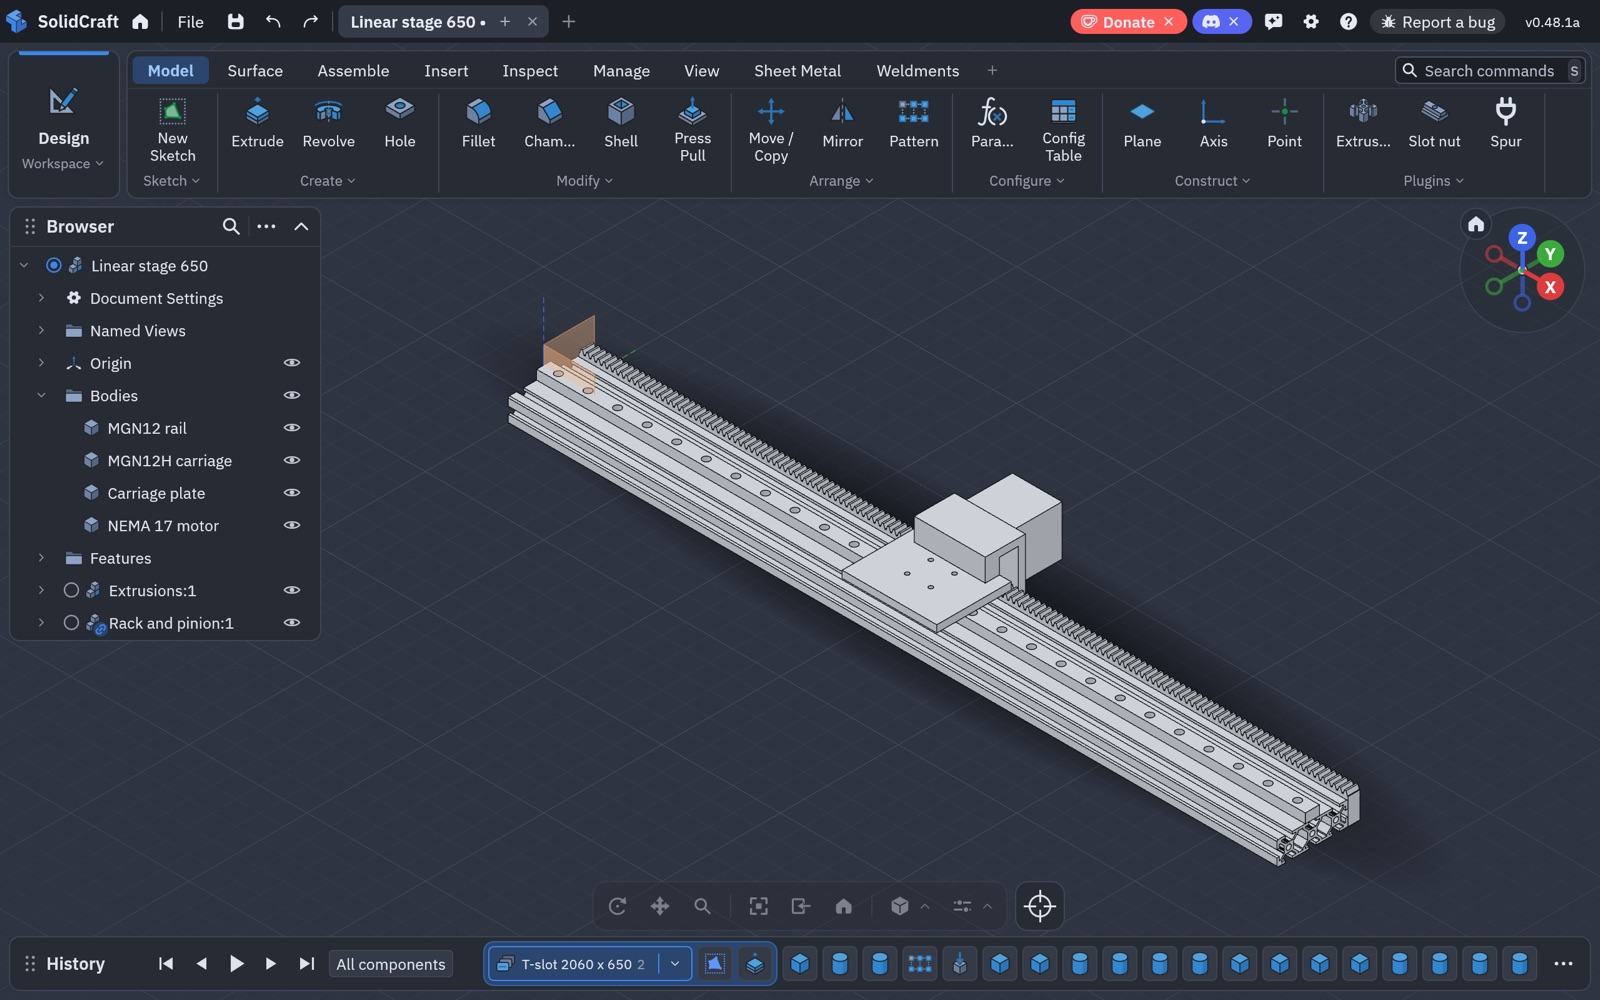 SolidCraft
File
Linear stage 650 •
Donate
Report a bug
v0.48.1a
Design
Workspace
Model
Surface
Assemble
Insert
Inspect
Manage
View
Sheet Metal
Weldments
Search commands
S
New
Sketch
Extrude
Revolve
Hole
Fillet
Cham...
Shell
Press
Pull
Move /
Copy
Mirror
Pattern
Para...
Config
Table
Plane
Axis
Point
Extrus...
Slot nut
Spur
Sketch
Create
Modify
Arrange
Configure
Construct
Plugins
Browser
Linear stage 650
Document Settings
Named Views
Origin
Bodies
MGN12 rail
MGN12H carriage
Carriage plate
NEMA 17 motor
Features
Extrusions:1
Rack and pinion:1
Z
Y
X
History
All components
T-slot 2060 x 650 2